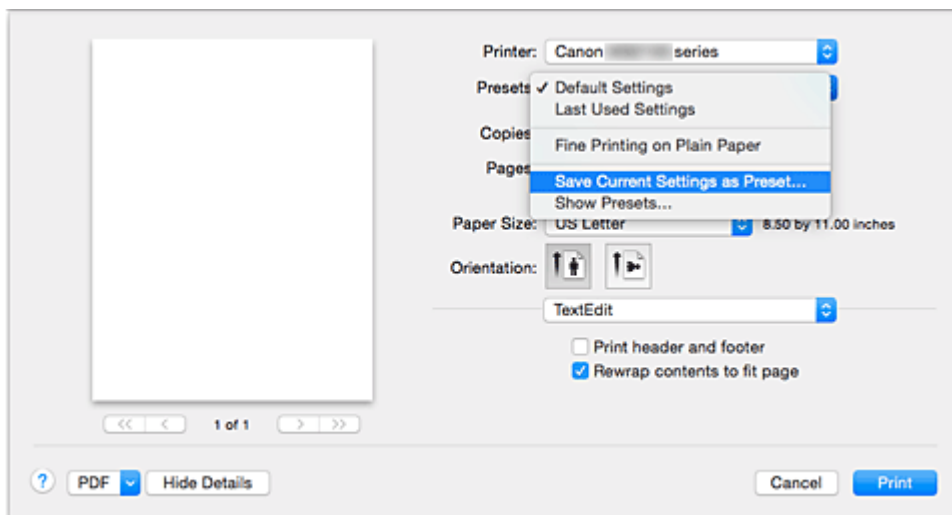 Printer: Canon series
Presets ✓ Default Settings
Last Used Settings
Copies
Fine Printing on Plain Paper
Pages
Save Current Settings as Preset...
Show Presets...
Paper Size: US Letter 8.50 by 11.00 inches
Orientation:
TextEdit
Print header and footer
Rewrap contents to fit page
<< < 1 of 1 > >>
? PDF Hide Details Cancel Print